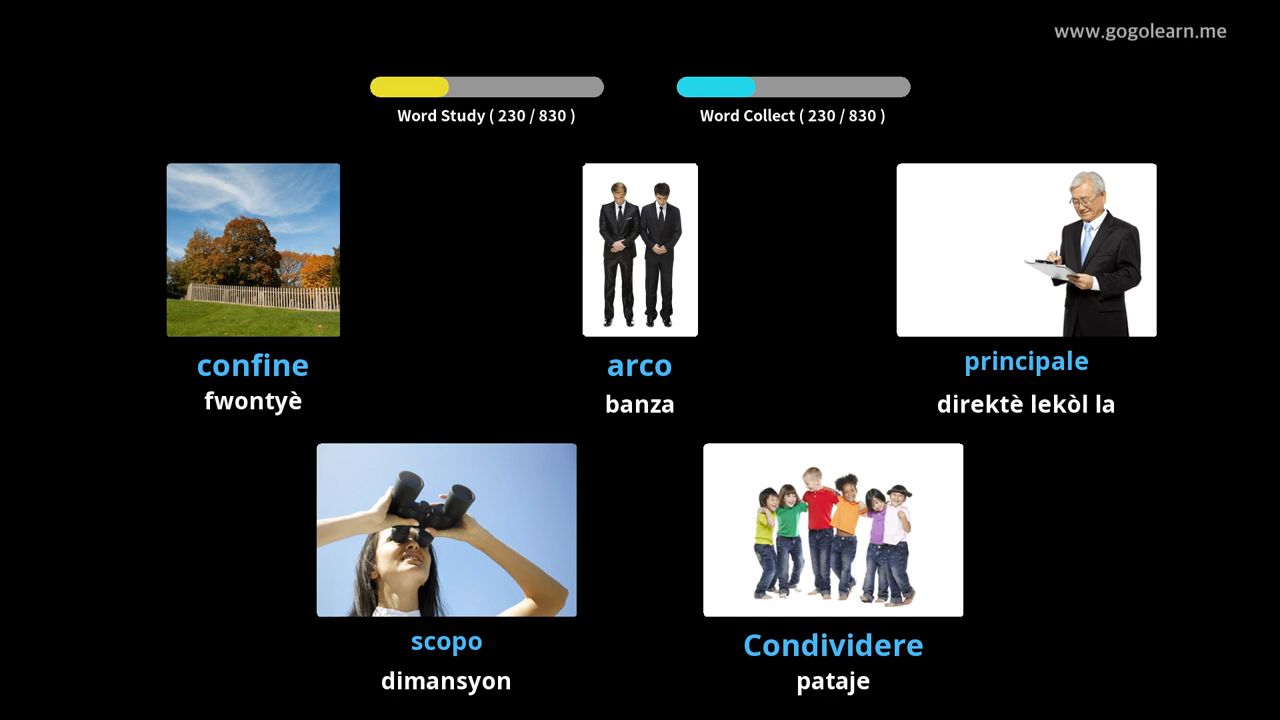 www.gogolearn.me
Word Study ( 230 / 830 )
Word Collect ( 230 / 830 )
confine
fwontyè
arco
banza
principale
direktè lekòl la
scopo
dimansyon
Condividere
pataje